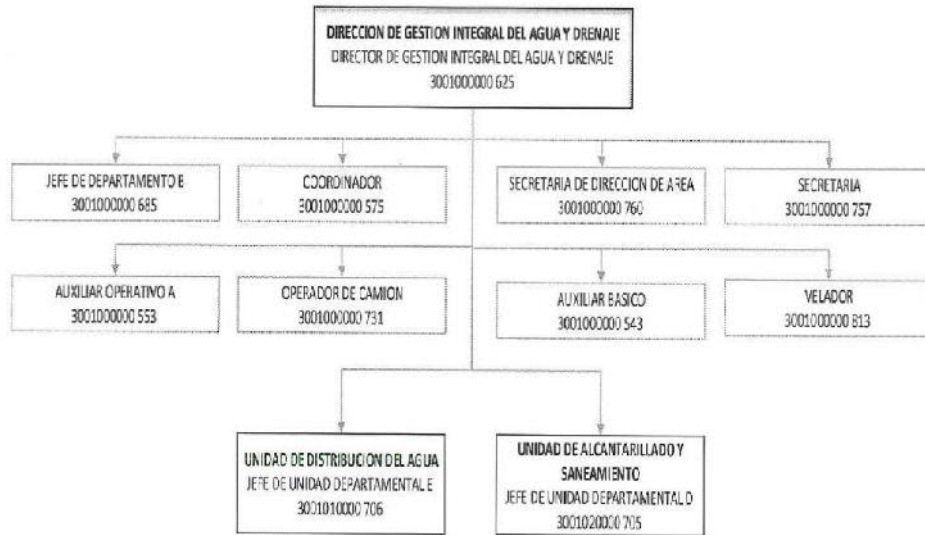 DIRECCION DE GESTION INTEGRAL DEL AGUA Y DRENAJE
DIRECTOR DE GESTION INTEGRAL DEL AGUA Y DRENAJE
3001000000 625
JEFE DE DEPARTAMENTO B
3001000000 685
COORDINADOR
3001000000 575
SECRETARIA DE DIRECCION DE AREA
3001000000 760
SECRETARIA
3001000000 757
AUXILIAR OPERATIVO A
3001000000 553
OPERADOR DE CAMION
3001000000 731
AUXILIAR BASICO
3001000000 543
VELADOR
3001000000 813
UNIDAD DE DISTRIBUCION DEL AGUA
JEFE DE UNIDAD DEPARTAMENTAL E
3001010000 706
UNIDAD DE ALCANTARILLADO Y
SANEAMIENTO
JEFE DE UNIDAD DEPARTAMENTAL D
3001020000 705